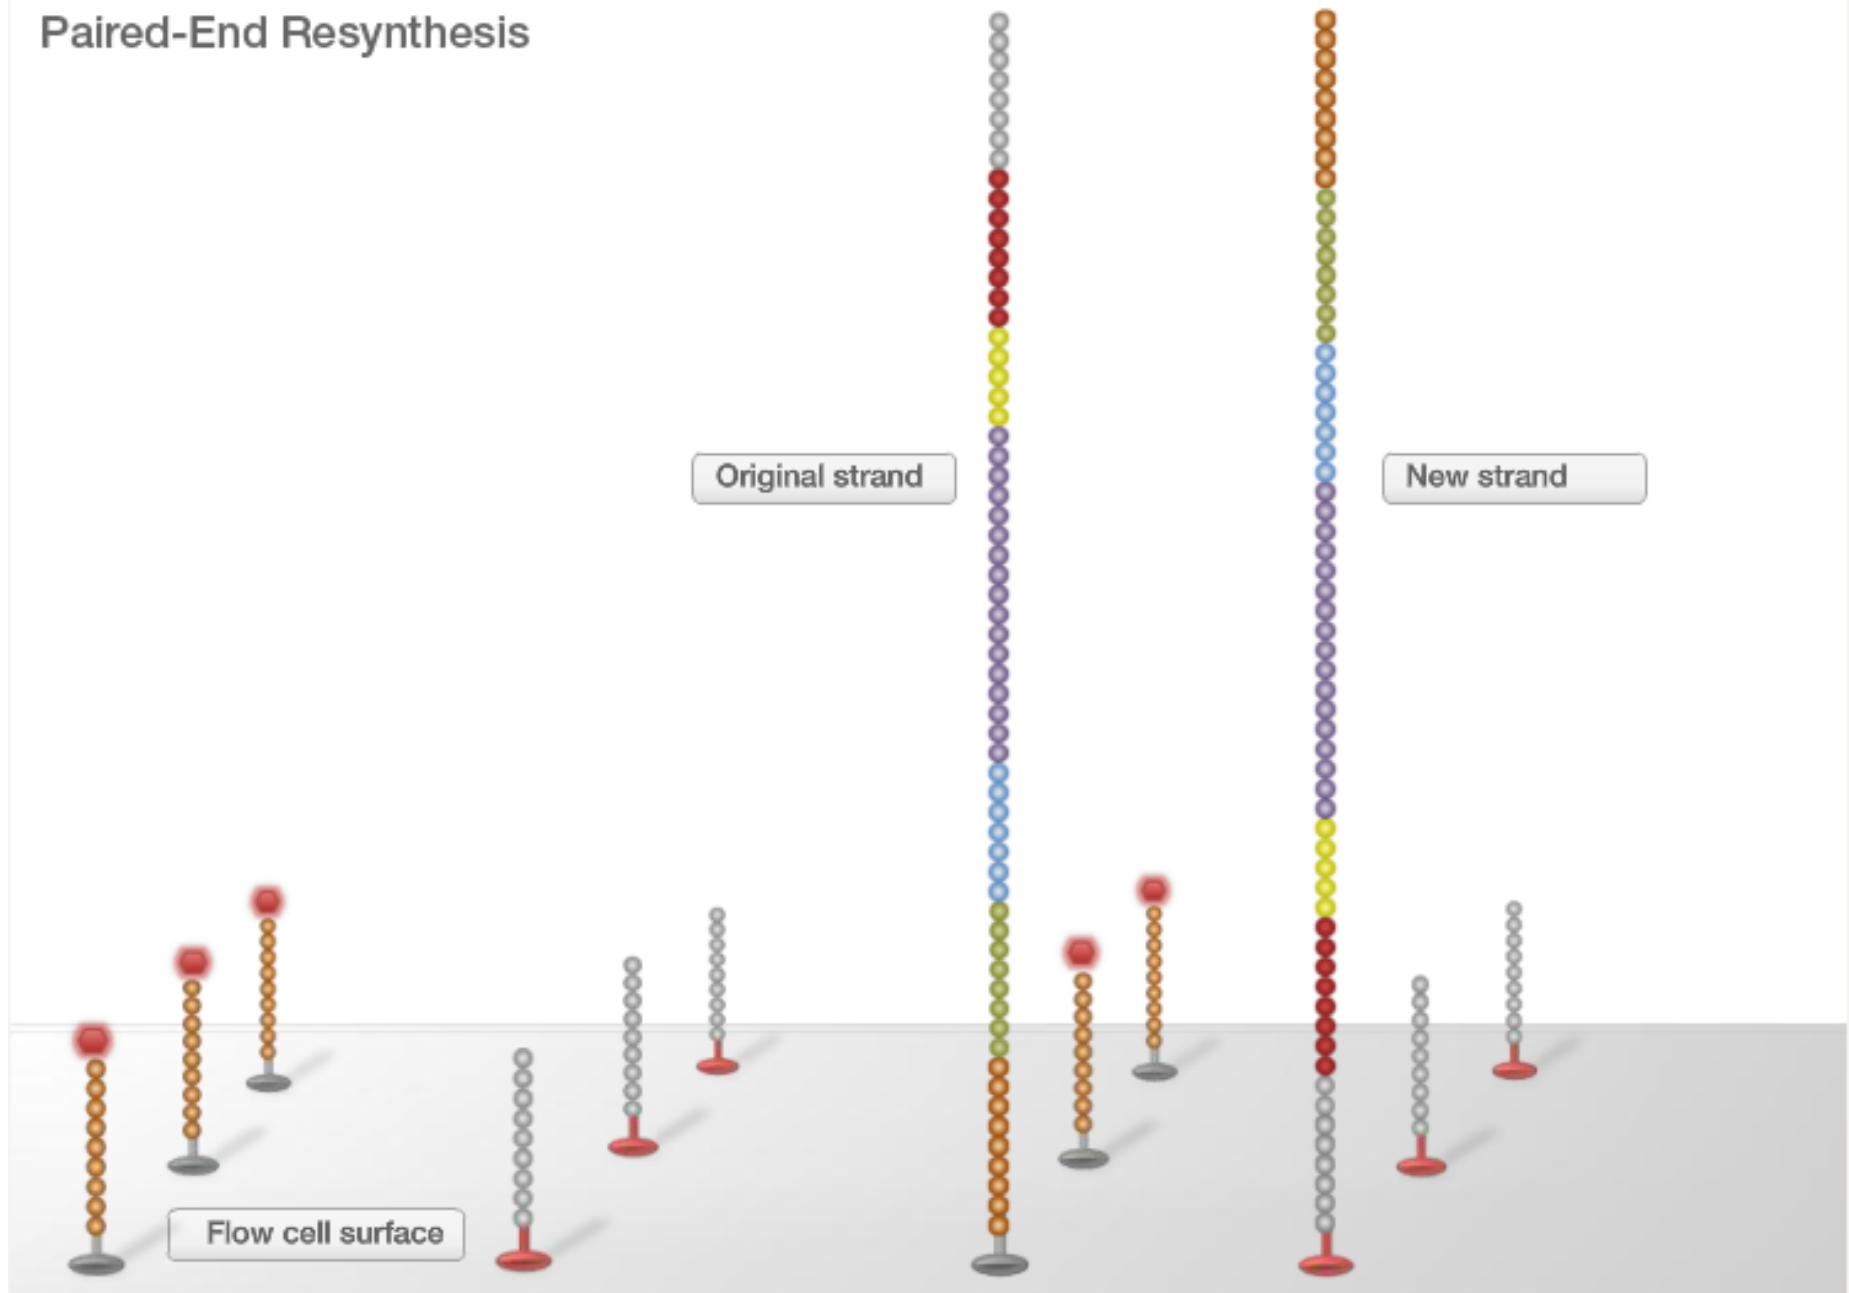 Paired-End Resynthesis
Original strand
New strand
Flow cell surface